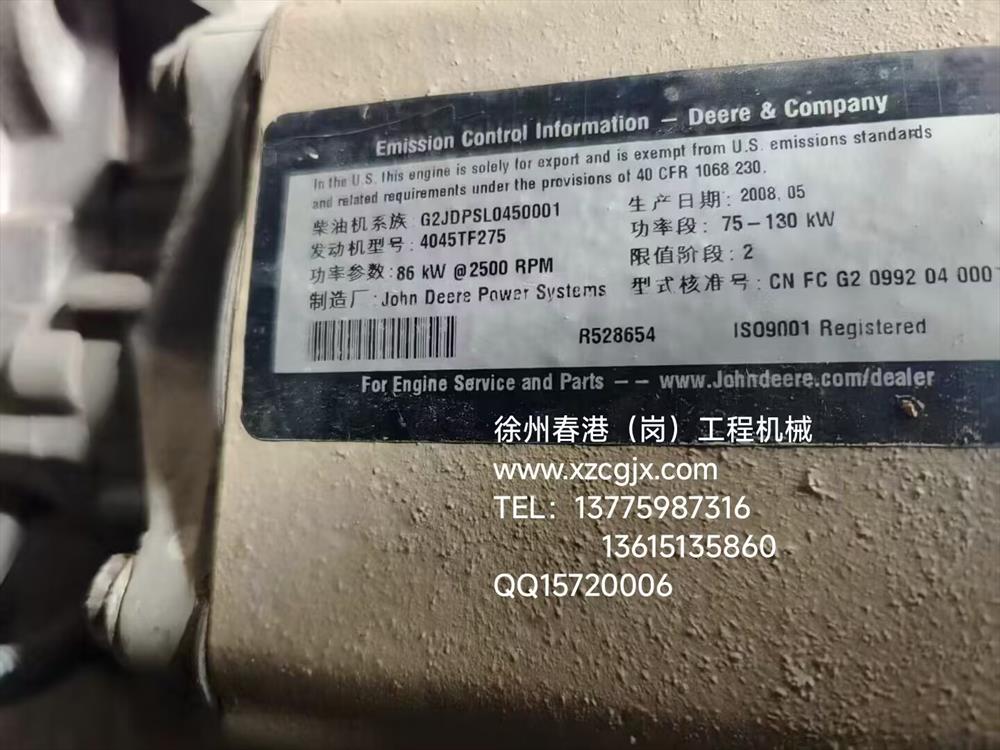 Emission Control Information — Deere & Company
In the U.S. this engine is solely for export and is exempt from U.S. emissions standards
and related requirements under the provisions of 40 CFR 1068 230.
柴油机系族 G2JDPSL0450001
生产日期: 2008.05
发动机型号: 4045TF275
功率段: 75-130 kW
功率参数: 86 kW @2500 RPM
限值阶段: 2
制造厂: John Deere Power Systems
型式核准号: CN FC G2 0992 04 000
R528654
ISO9001 Registered
For Engine Service and Parts -- www.Johndeere.com/dealer
徐州春港（岗）工程机械
www.xzcgjx.com
TEL：13775987316
13615135860
QQ15720006